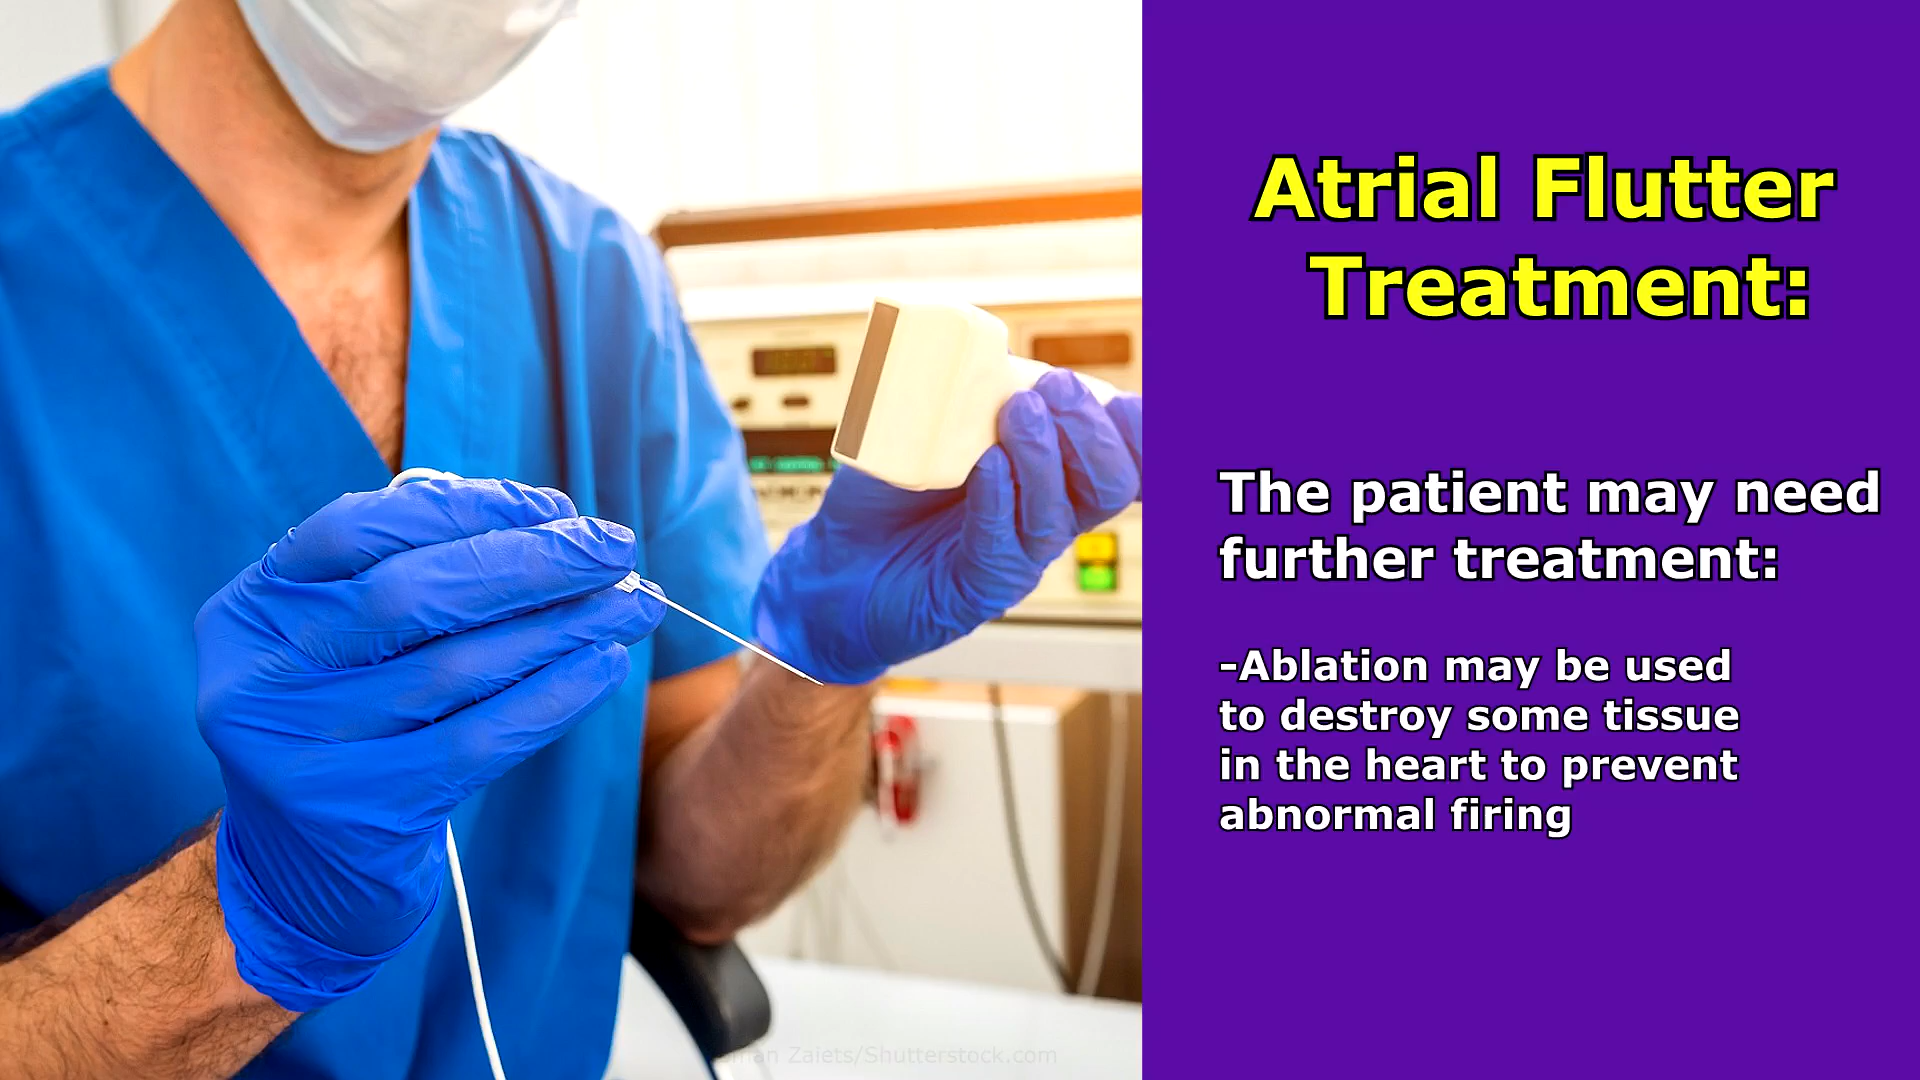 Atrial Flutter
Treatment:
The patient may need
further treatment:
-Ablation may be used
to destroy some tissue
in the heart to prevent
abnormal firing
Zaiets/Shutterstock.com